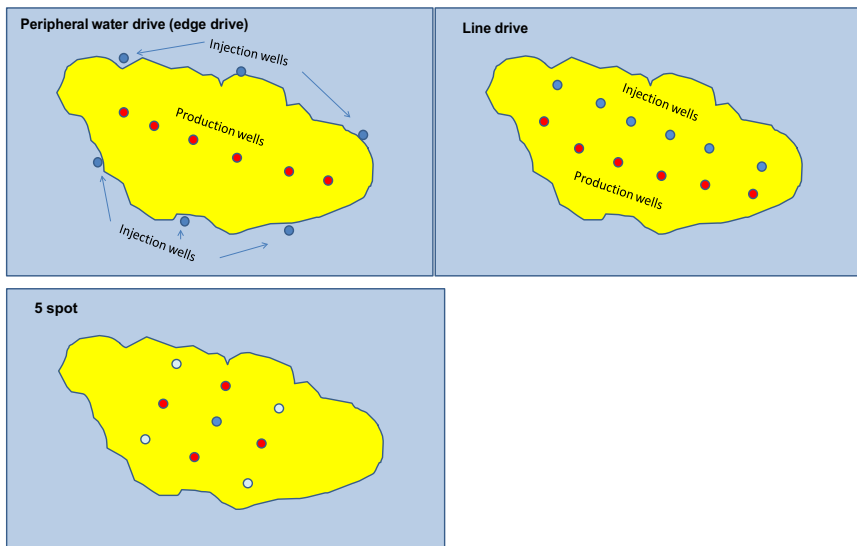 Peripheral water drive (edge drive)
Injection wells
Production wells
Injection wells
Line drive
Injection wells
Production wells
5 spot